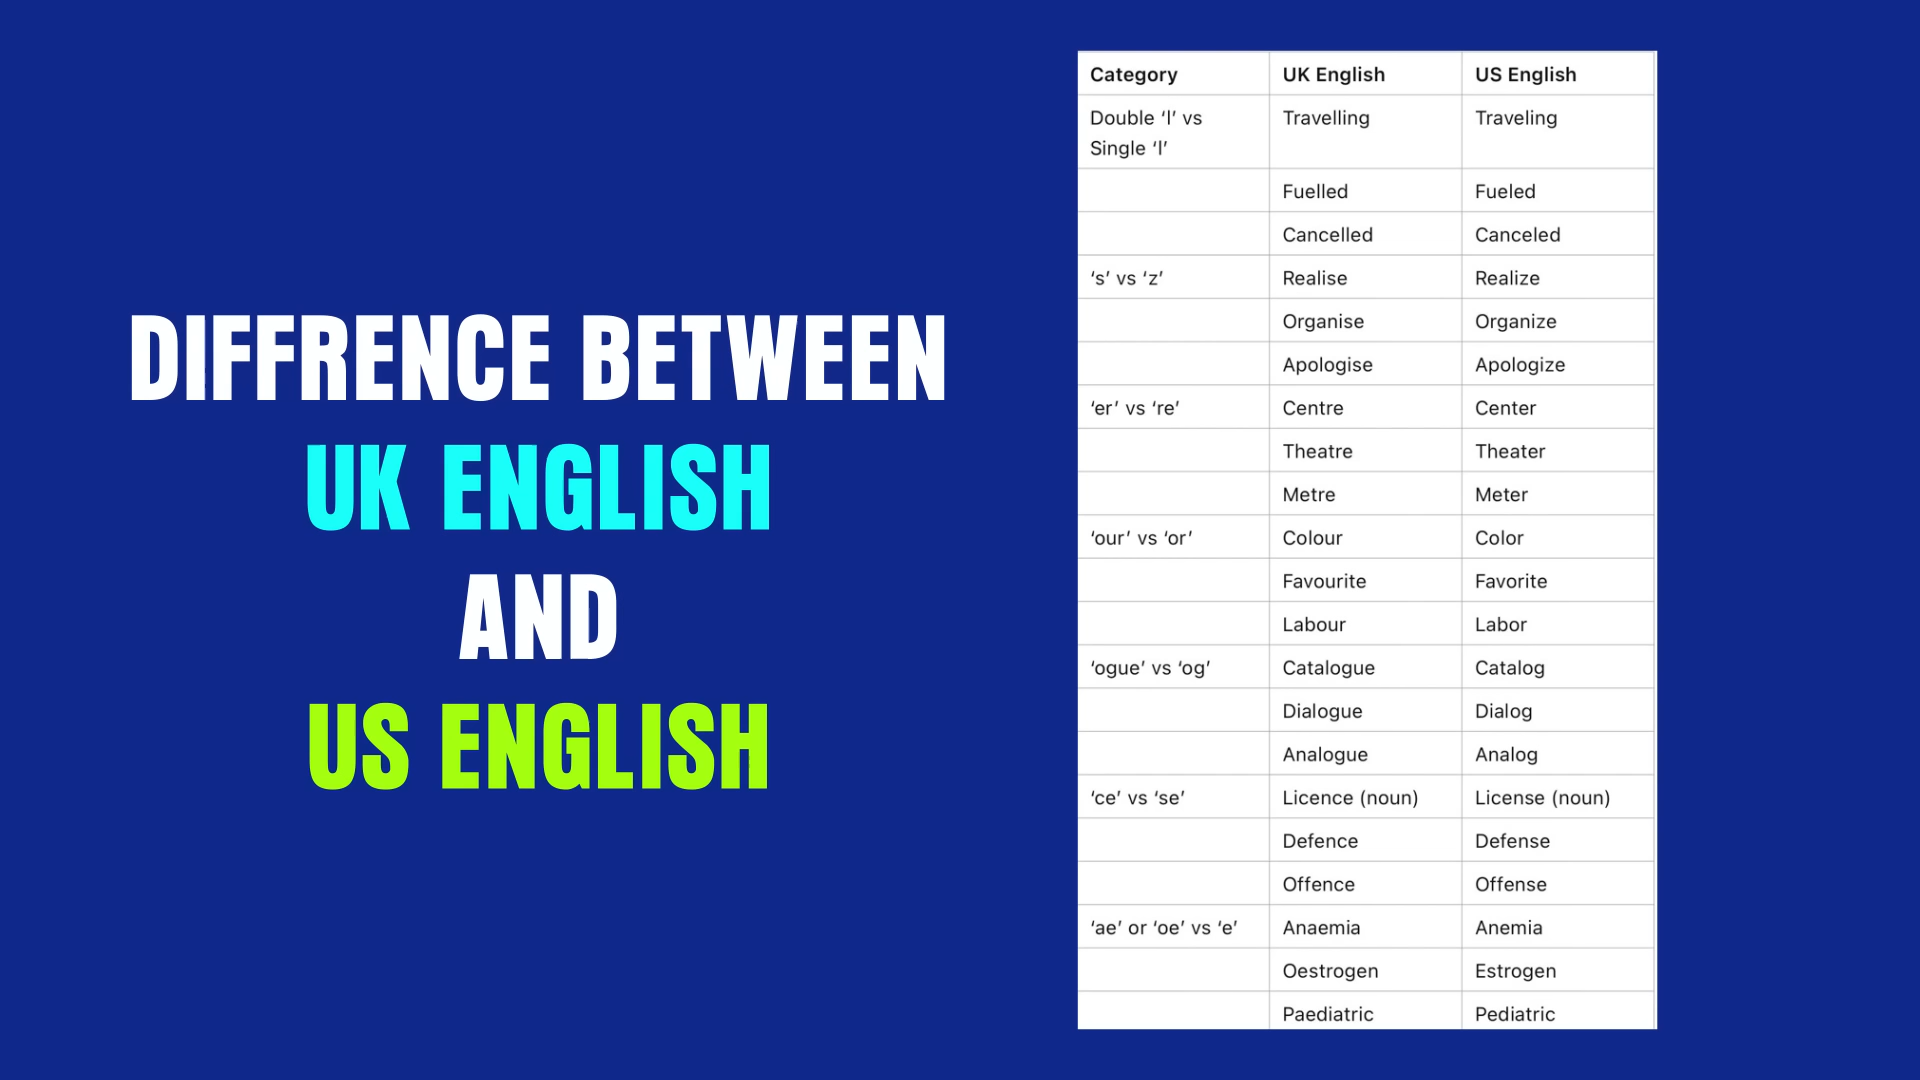 DIFFRENCE BETWEEN
UK ENGLISH
AND
US ENGLISH
Category UK English US English
Double ‘l’ vs Travelling Traveling
Single ‘l’
Fuelled Fueled
Cancelled Canceled
‘s’ vs ‘z’ Realise Realize
Organise Organize
Apologise Apologize
‘er’ vs ‘re’ Centre Center
Theatre Theater
Metre Meter
‘our’ vs ‘or’ Colour Color
Favourite Favorite
Labour Labor
‘ogue’ vs ‘og’ Catalogue Catalog
Dialogue Dialog
Analogue Analog
‘ce’ vs ‘se’ Licence (noun) License (noun)
Defence Defense
Offence Offense
‘ae’ or ‘oe’ vs ‘e’ Anaemia Anemia
Oestrogen Estrogen
Paediatric Pediatric